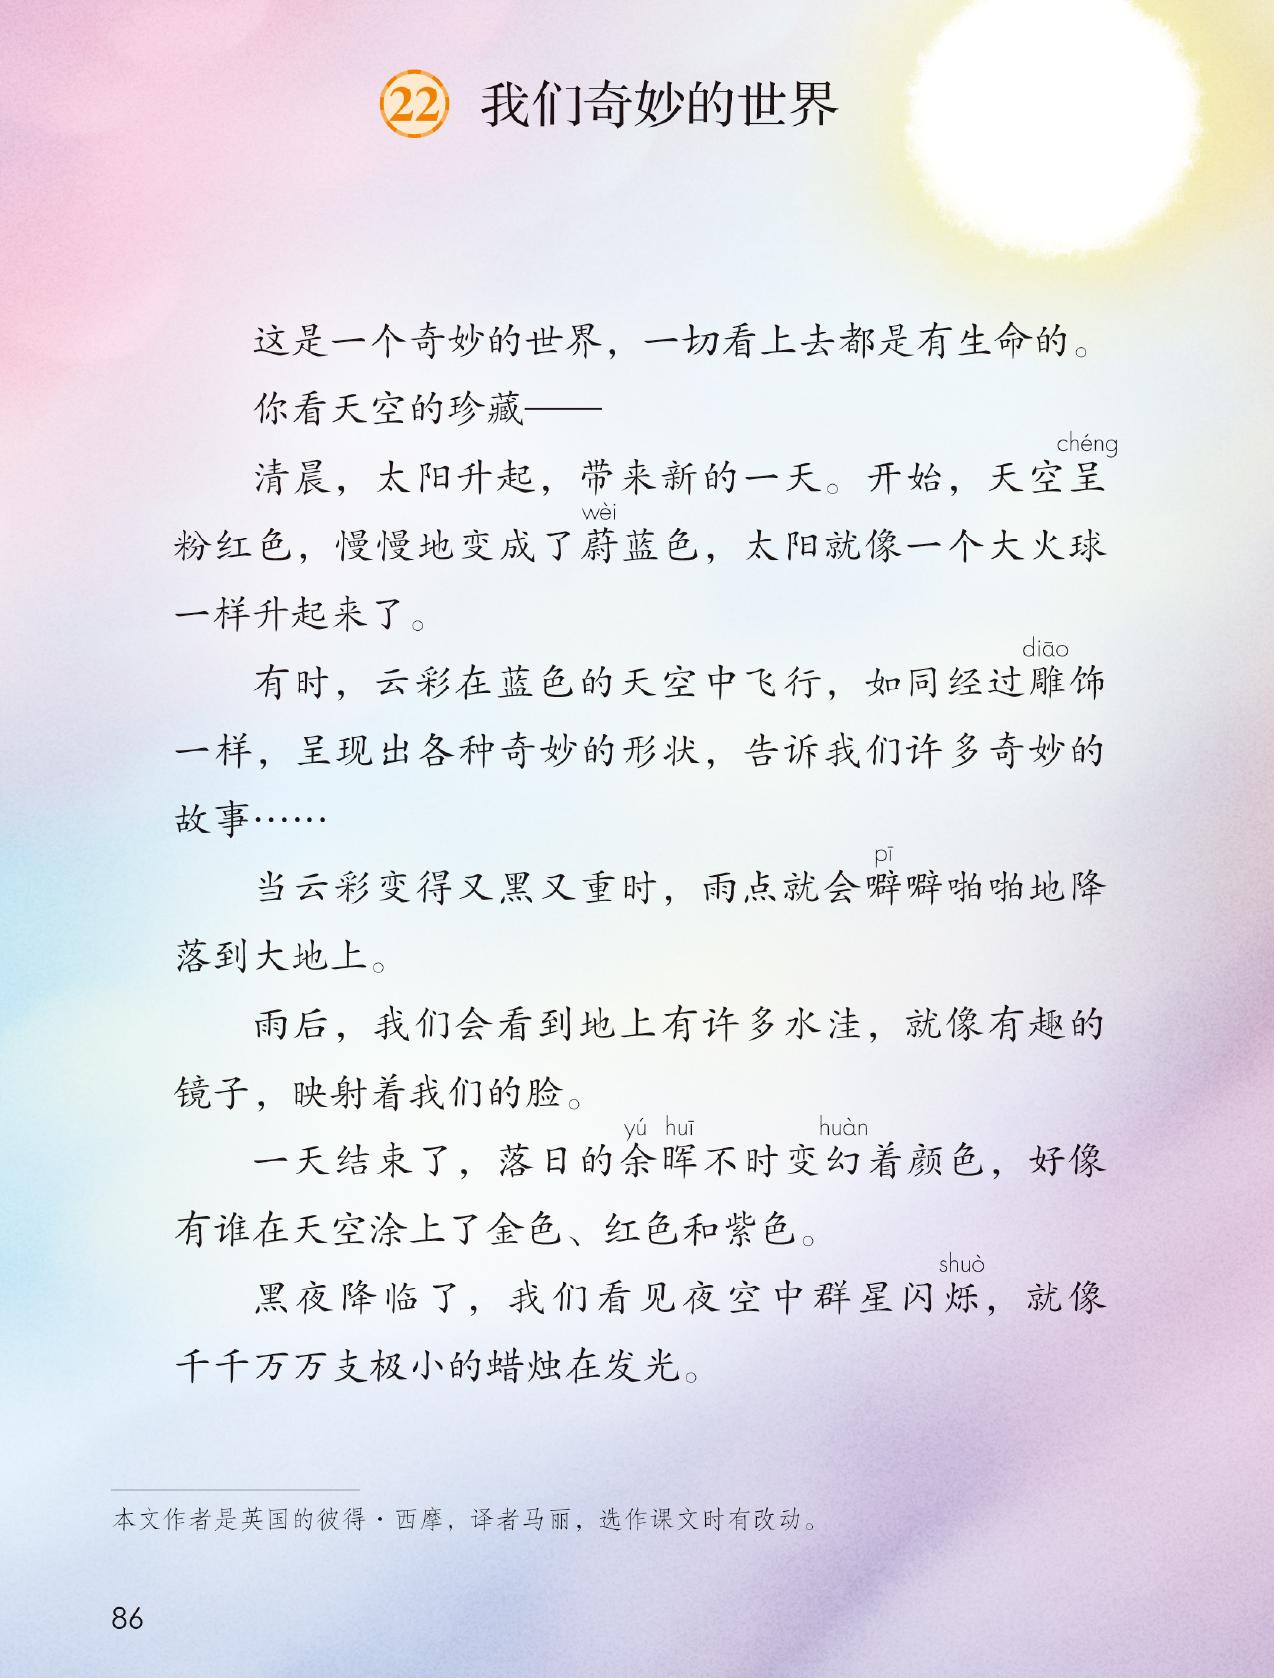 22 我们奇妙的世界
这是一个奇妙的世界，一切看上去都是有生命的。
你看天空的珍藏——
chéng
清晨，太阳升起，带来新的一天。开始，天空呈
wèi
粉红色，慢慢地变成了蔚蓝色，太阳就像一个大火球
一样升起来了。
diāo
有时，云彩在蓝色的天空中飞行，如同经过雕饰
一样，呈现出各种奇妙的形状，告诉我们许多奇妙的
故事……
pī
当云彩变得又黑又重时，雨点就会噼噼啪啪地降
落到大地上。
雨后，我们会看到地上有许多水洼，就像有趣的
镜子，映射着我们的脸。
yú huī huàn
一天结束了，落日的余晖不时变幻着颜色，好像
有谁在天空涂上了金色、红色和紫色。
shuò
黑夜降临了，我们看见夜空中群星闪烁，就像
千千万万支极小的蜡烛在发光。
本文作者是英国的彼得·西摩，译者马丽，选作课文时有改动。
86